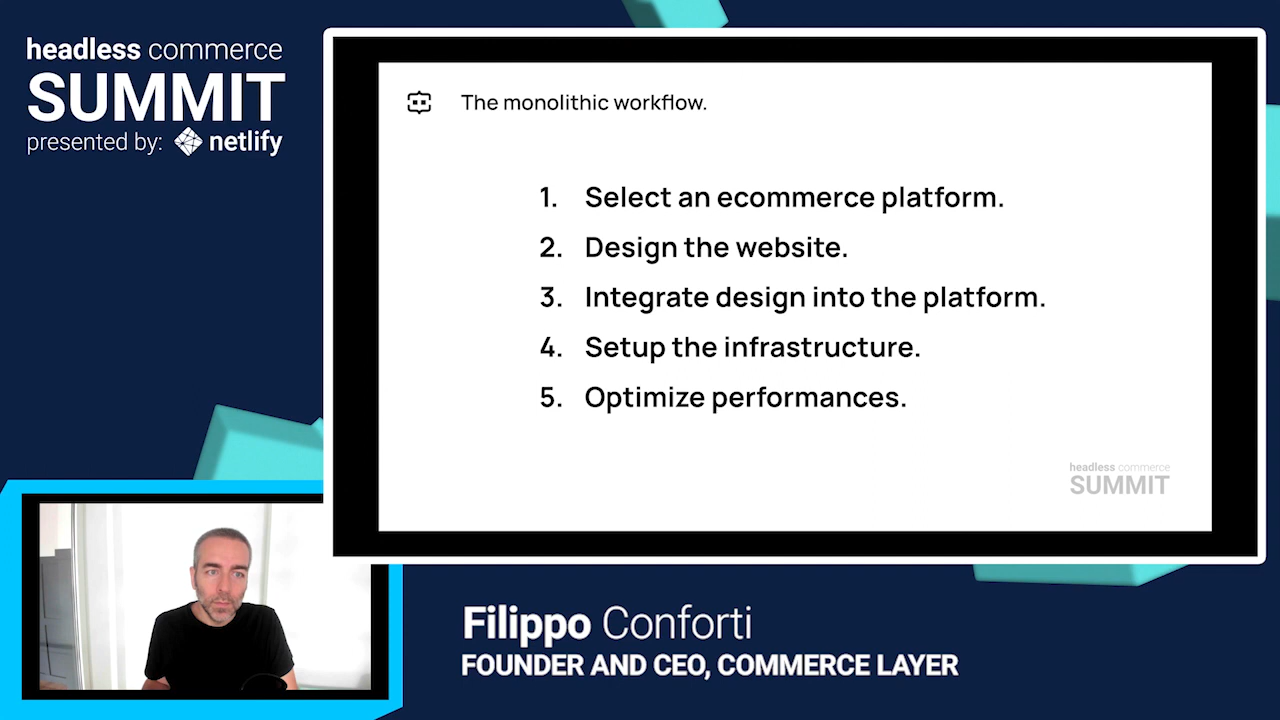 headless commerce
SUMMIT
presented by: netlify
The monolithic workflow.
1. Select an ecommerce platform.
2. Design the website.
3. Integrate design into the platform.
4. Setup the infrastructure.
5. Optimize performances.
headless commerce
SUMMIT
Filippo Conforti
FOUNDER AND CEO, COMMERCE LAYER